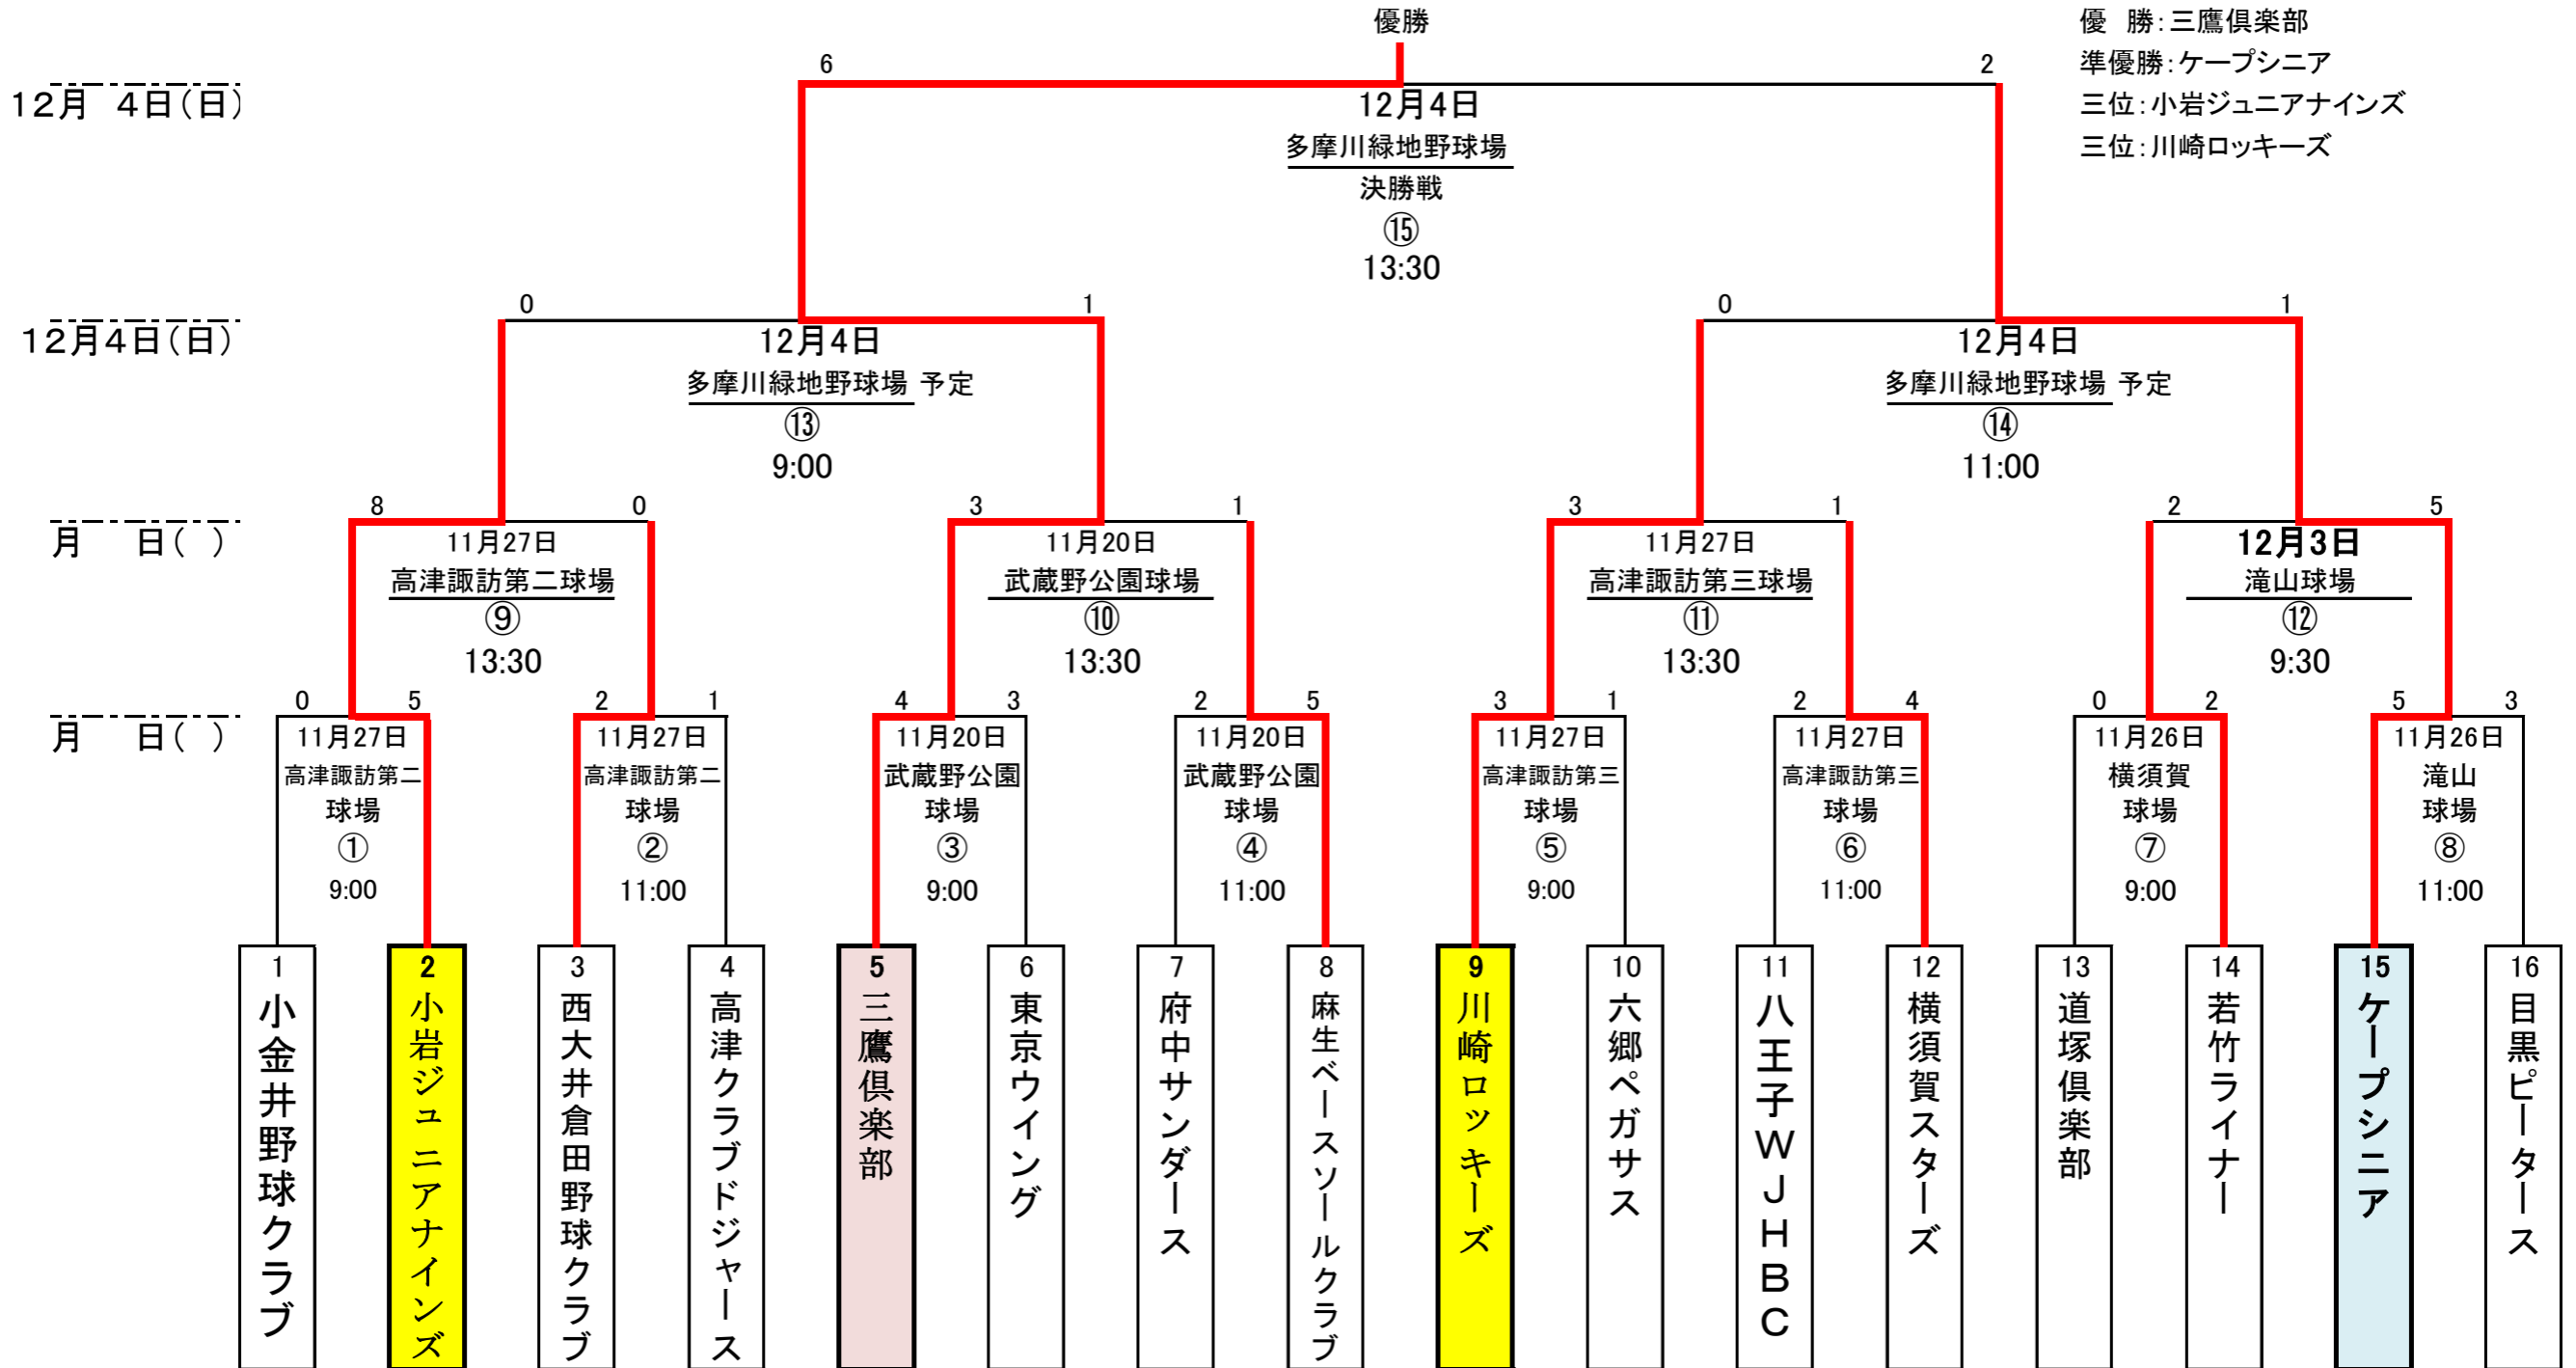 優勝
優　勝：三鷹倶楽部
準優勝：ケープシニア
三位：小岩ジュニアナインズ
三位：川崎ロッキーズ
6　2
12月　4日（日）
12月4日
多摩川緑地野球場
決勝戦
⑮
13:30
0　1　0　1
12月4日（日）
12月4日　12月4日
多摩川緑地野球場 予定　多摩川緑地野球場 予定
⑬　⑭
9:00　11:00
8　0　3　1　3　1　2　5
月　日（　）
11月27日　11月20日　11月27日　12月3日
高津諏訪第二球場　武蔵野公園球場　高津諏訪第三球場　滝山球場
⑨　⑩　⑪　⑫
13:30　13:30　13:30　9:30
0　5　2　1　4　3　2　5　3　1　2　4　0　2　5　3
月　日（　）
11月27日　11月27日　11月20日　11月20日　11月27日　11月27日　11月26日　11月26日
高津諏訪第二　高津諏訪第二　武蔵野公園　武蔵野公園　高津諏訪第三　高津諏訪第三　横須賀　滝山
球場　球場　球場　球場　球場　球場　球場　球場
①　②　③　④　⑤　⑥　⑦　⑧
9:00　11:00　9:00　11:00　9:00　11:00　9:00　11:00
1　小金井野球クラブ
2　小岩ジュニアナインズ
3　西大井倉田野球クラブ
4　高津クラブドジャース
5　三鷹倶楽部
6　東京ウイング
7　府中サンダース
8　麻生ベースソールクラブ
9　川崎ロッキーズ
10　六郷ペガサス
11　八王子ＷＪＨＢＣ
12　横須賀スターズ
13　道塚倶楽部
14　若竹ライナー
15　ケープシニア
16　目黒ピータース